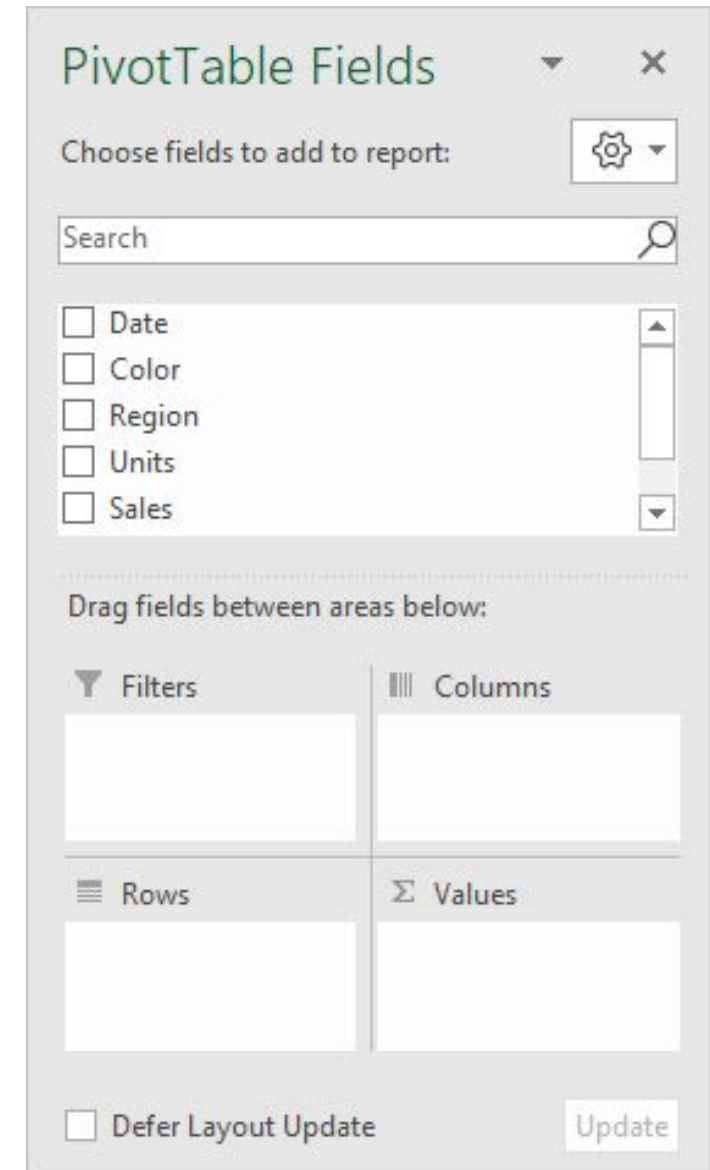 PivotTable Fields
Choose fields to add to report:
Search
Date
Color
Region
Units
Sales
Drag fields between areas below:
Filters
Columns
Rows
Σ Values
Defer Layout Update
Update